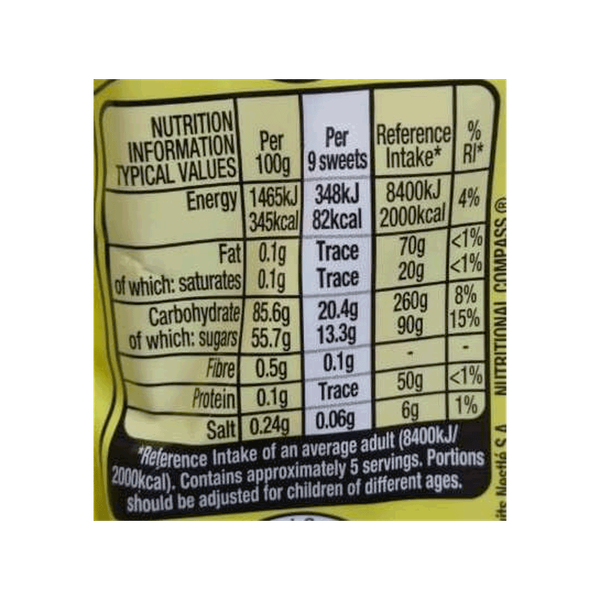 NUTRITION INFORMATION TYPICAL VALUES Per 100g Per 9 sweets Reference Intake* % RI*
Energy 1465kJ 348kJ 8400kJ 4%
345kcal 82kcal 2000kcal
Fat 0.1g Trace 70g <1%
of which: saturates 0.1g Trace 20g <1%
Carbohydrate 85.6g 20.4g 260g 8%
of which: sugars 55.7g 13.3g 90g 15%
Fibre 0.5g 0.1g - -
Protein 0.1g Trace 50g <1%
Salt 0.24g 0.06g 6g 1%
*Reference Intake of an average adult (8400kJ/
2000kcal). Contains approximately 5 servings. Portions
should be adjusted for children of different ages.
Nestlé S.A. NUTRITIONAL COMPASS ®